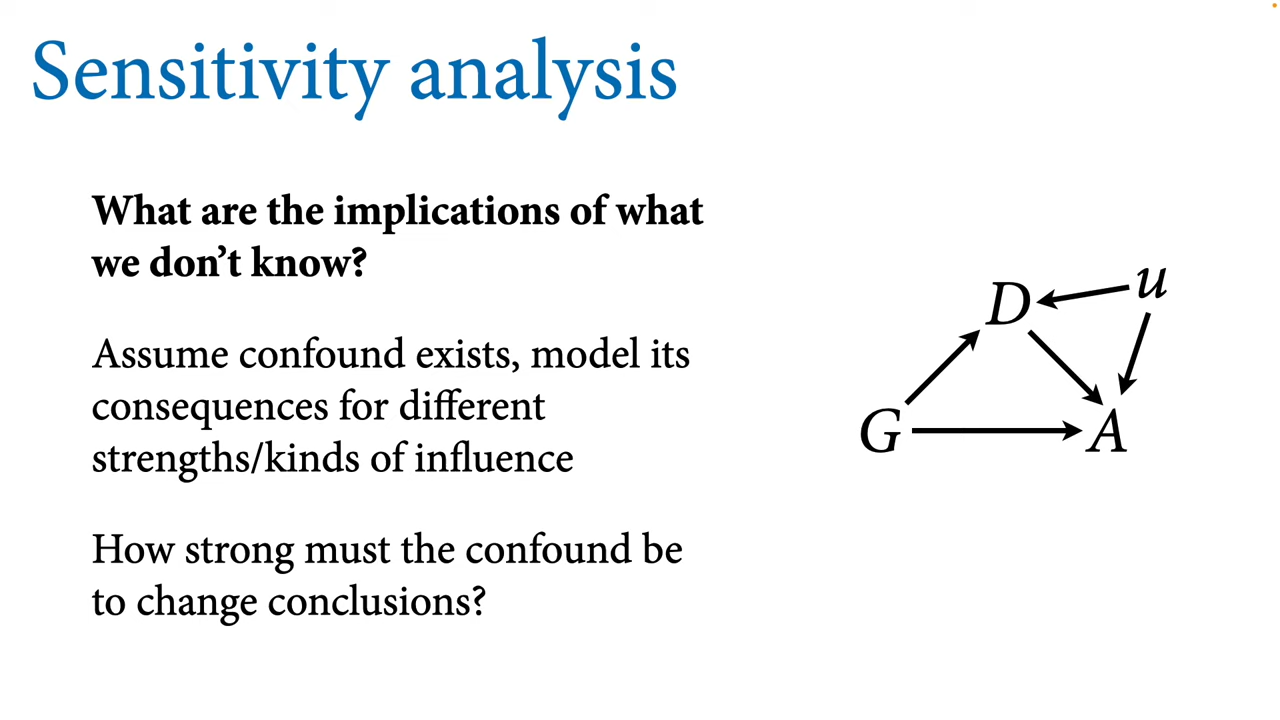 Sensitivity analysis
What are the implications of what
we don’t know?
Assume confound exists, model its
consequences for different
strengths/kinds of influence
How strong must the confound be
to change conclusions?
D
u
G
A